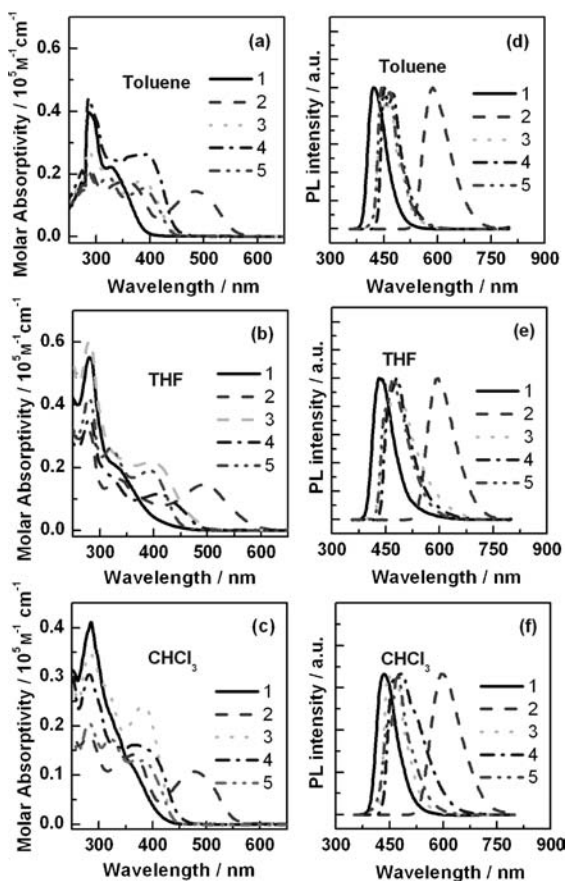 (a)
Toluene
1
2
3
4
5
0.6
0.4
0.2
0.0
Molar Absorptivity / 10⁵M⁻¹cm⁻¹
300 400 500 600
Wavelength / nm
(d)
Toluene
1
2
3
4
5
PL intensity / a.u.
300 450 600 750 900
Wavelength / nm
(b)
THF
1
2
3
4
5
0.6
0.4
0.2
0.0
Molar Absorptivity / 10⁵M⁻¹cm⁻¹
300 400 500 600
Wavelength / nm
(e)
THF
1
2
3
4
5
PL intensity / a.u.
300 450 600 750 900
Wavelength / nm
(c)
CHCl₃
1
2
3
4
5
0.4
0.3
0.2
0.1
0.0
Molar Absorptivity / 10⁵M⁻¹cm⁻¹
300 400 500 600
Wavelength / nm
(f)
CHCl₃
1
2
3
4
5
PL intensity / a.u.
300 450 600 750 900
Wavelength / nm